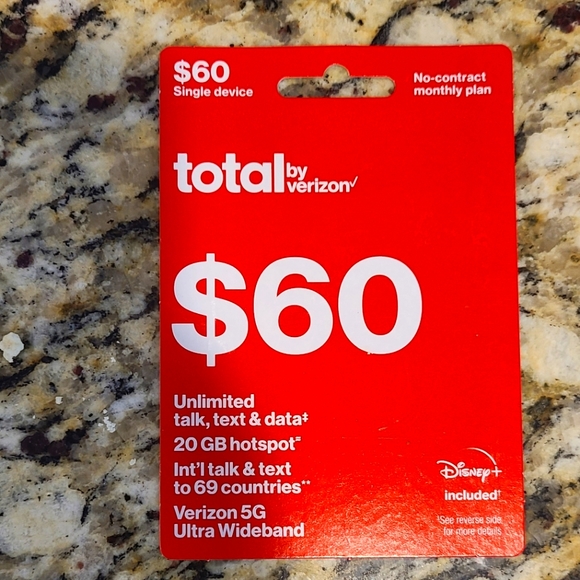 $60
Single device
No-contract
monthly plan
total by verizon✓
$60
Unlimited
talk, text & data‡
20 GB hotspot≠
Int'l talk & text
to 69 countries**
Verizon 5G
Ultra Wideband
Disney+
included†
†See reverse side
for more details